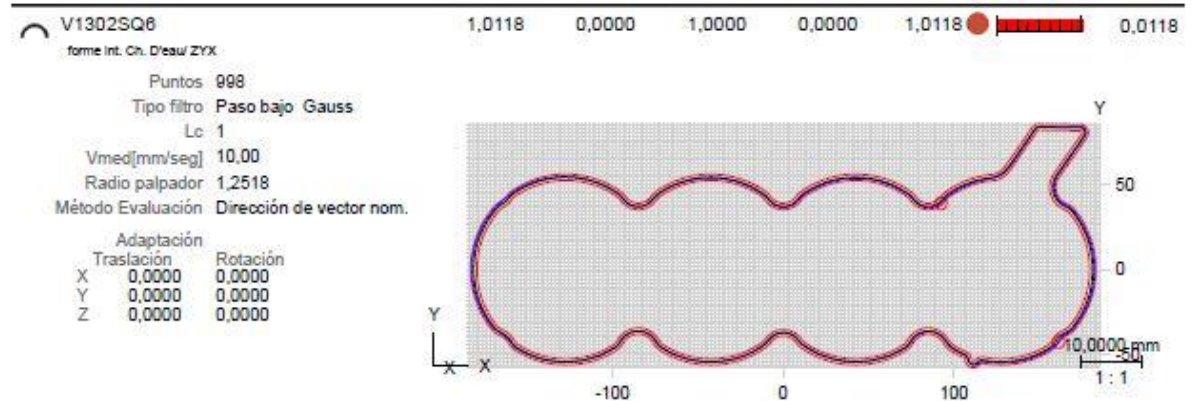 V1302SQ6 1,0118 0,0000 1,0000 0,0000 1,0118 0,0118
forme Int. Ch. D'eau/ ZYX
Puntos 998
Tipo filtro Paso bajo Gauss
Lc 1
Vmed[mm/seg] 10,00
Radio palpador 1,2518
Método Evaluación Dirección de vector nom.
Adaptación
Traslación Rotación
X 0,0000 0,0000
Y 0,0000 0,0000
Z 0,0000 0,0000
Y
50
0
Y
X X
10,0000 mm
-50
1 : 1
-100 0 100